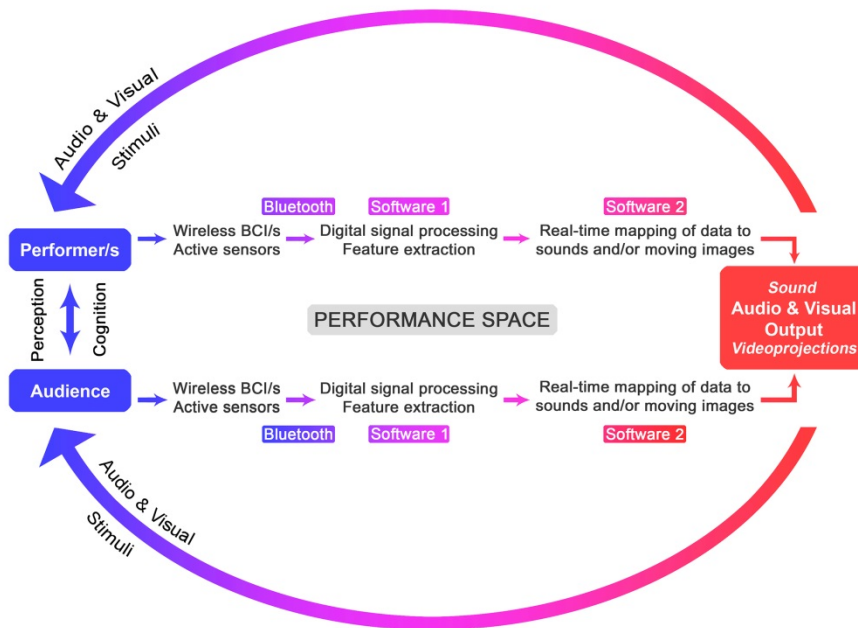 Audio & Visual
Stimuli
Bluetooth
Software 1
Software 2
Performer/s
Wireless BCI/s
Active sensors
Digital signal processing
Feature extraction
Real-time mapping of data to
sounds and/or moving images
Perception
Cognition
PERFORMANCE SPACE
Sound
Audio & Visual
Output
Videoprojections
Audience
Wireless BCI/s
Active sensors
Digital signal processing
Feature extraction
Real-time mapping of data to
sounds and/or moving images
Bluetooth
Software 1
Software 2
Audio & Visual
Stimuli